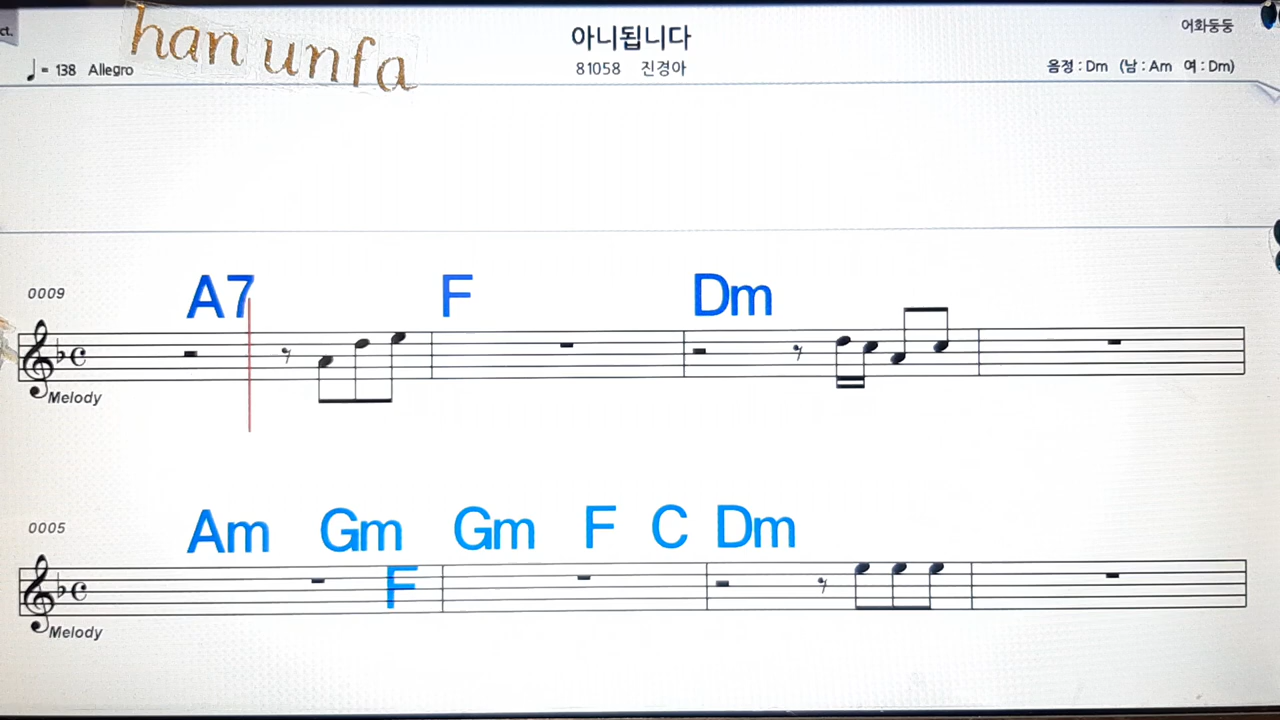 ct.
han unfa
아니됩니다
어화둥둥
♩= 138 Allegro
81058 진경아
음정 : Dm (남 : Am 여 : Dm)
0009
A7 F Dm
Melody
0005
Am Gm Gm F C Dm
F
Melody